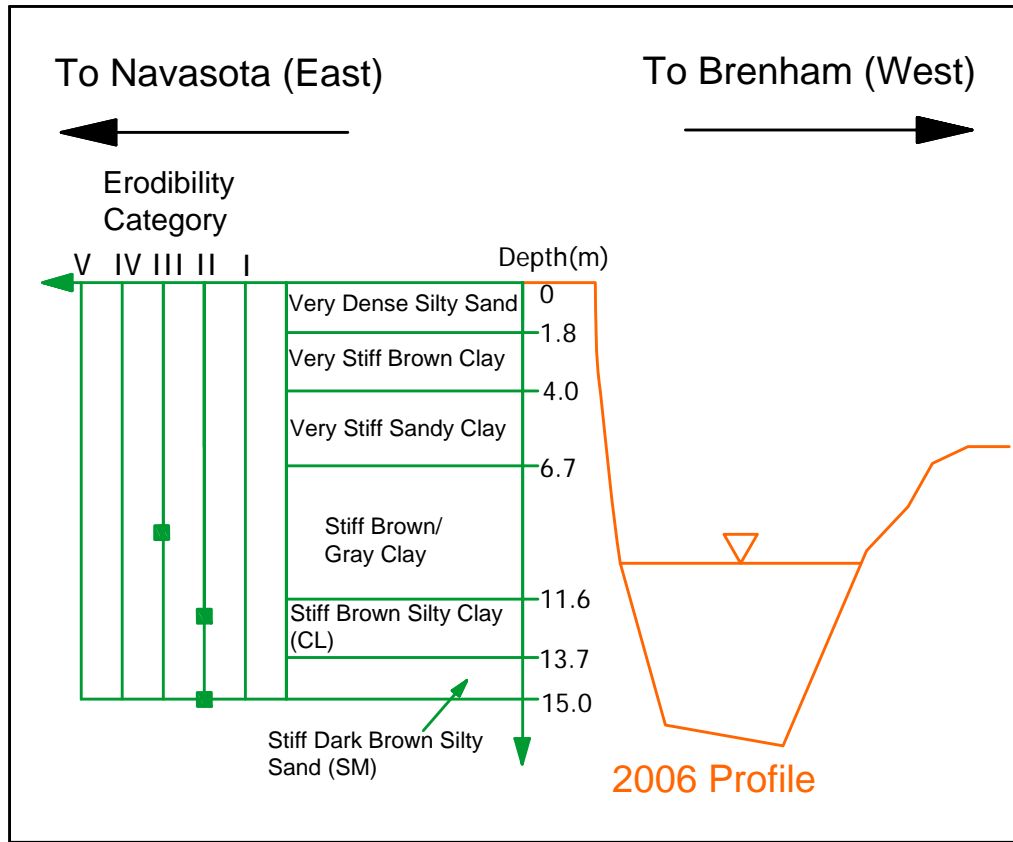 To Navasota (East)
To Brenham (West)
Erodibility
Category
V IV III II I
Depth(m)
0
Very Dense Silty Sand
1.8
Very Stiff Brown Clay
4.0
Very Stiff Sandy Clay
6.7
Stiff Brown/
Gray Clay
11.6
Stiff Brown Silty Clay
(CL)
13.7
15.0
Stiff Dark Brown Silty
Sand (SM)
2006 Profile